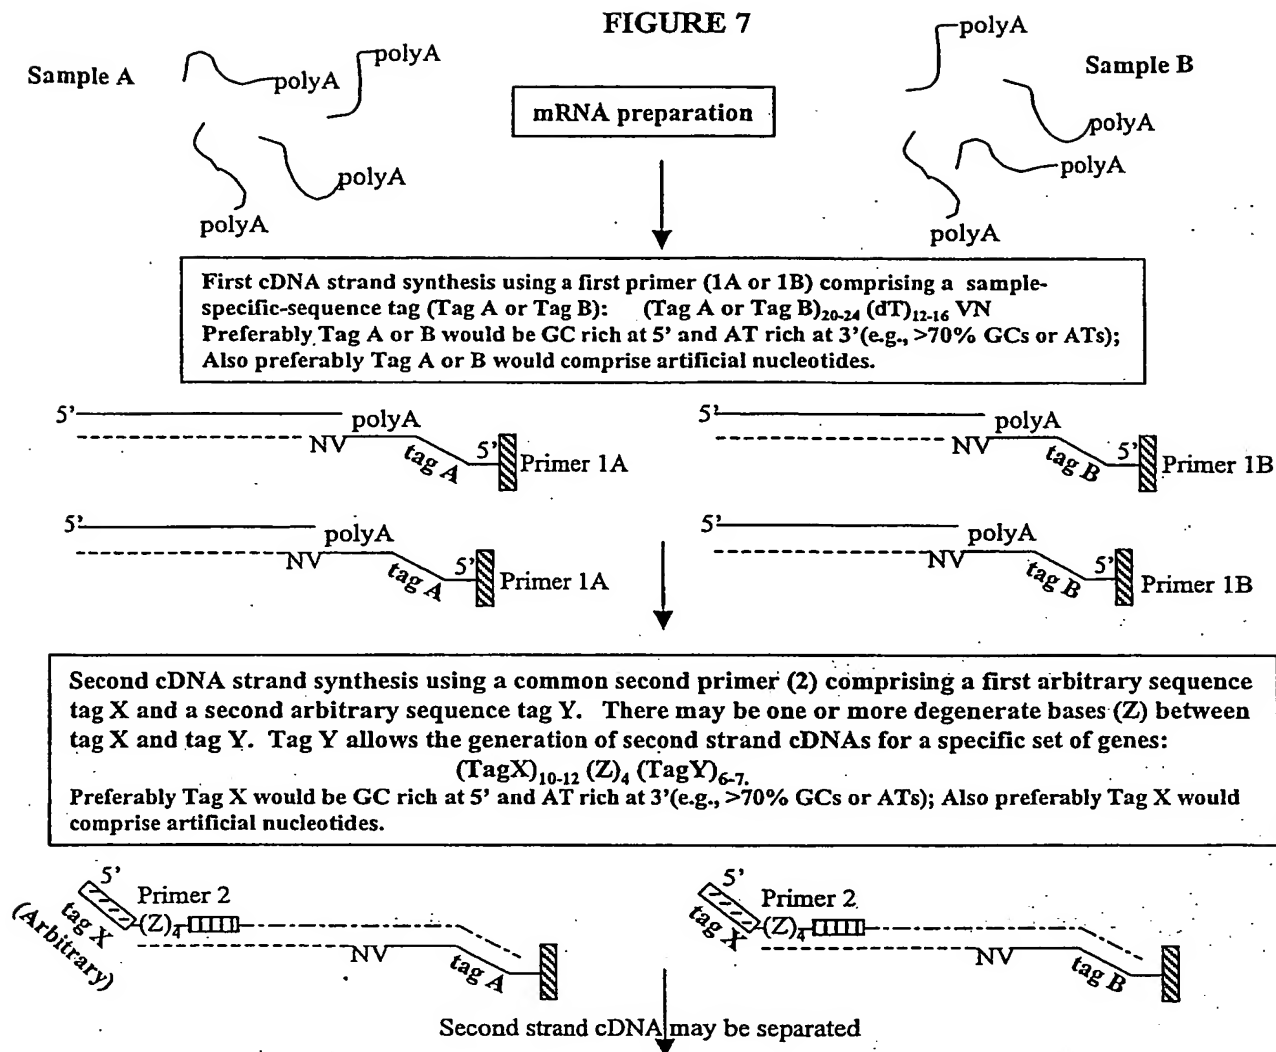 FIGURE 7
Sample A
polyA
polyA
polyA
polyA
mRNA preparation
polyA
Sample B
polyA
polyA
polyA
First cDNA strand synthesis using a first primer (1A or 1B) comprising a sample-
specific-sequence tag (Tag A or Tag B): (Tag A or Tag B)20-24 (dT)12-16 VN
Preferably Tag A or B would be GC rich at 5' and AT rich at 3'(e.g., >70% GCs or ATs);
Also preferably Tag A or B would comprise artificial nucleotides.
5' polyA
NV tag A 5' Primer 1A
5' polyA
NV tag B 5' Primer 1B
5' polyA
NV tag A 5' Primer 1A
5' polyA
NV tag B 5' Primer 1B
Second cDNA strand synthesis using a common second primer (2) comprising a first arbitrary sequence
tag X and a second arbitrary sequence tag Y. There may be one or more degenerate bases (Z) between
tag X and tag Y. Tag Y allows the generation of second strand cDNAs for a specific set of genes:
(TagX)10-12 (Z)4 (TagY)6-7.
Preferably Tag X would be GC rich at 5' and AT rich at 3'(e.g., >70% GCs or ATs); Also preferably Tag X would
comprise artificial nucleotides.
5' Primer 2
tag X (Z)4
(Arbitrary)
NV tag A
5' Primer 2
tag X (Z)4
NV tag B
Second strand cDNA may be separated